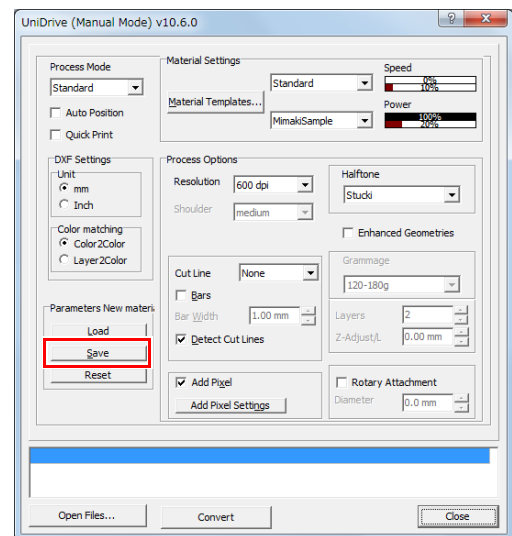 UniDrive (Manual Mode) v10.6.0
Process Mode
Standard
Auto Position
Quick Print
DXF Settings
Unit
mm
Inch
Color matching
Color2Color
Layer2Color
Parameters New materi
Load
Save
Reset
Material Settings
Material Templates...
Standard
MimakiSample
Speed
0%
10%
Power
100%
20%
Process Options
Resolution
600 dpi
Shoulder
medium
Halftone
Stucki
Enhanced Geometries
Cut Line
None
Bars
Bar Width
1.00 mm
Detect Cut Lines
Grammage
120-180g
Layers
2
Z-Adjust/L
0.00 mm
Add Pixel
Add Pixel Settings
Rotary Attachment
Diameter
0.0 mm
Open Files...
Convert
Close